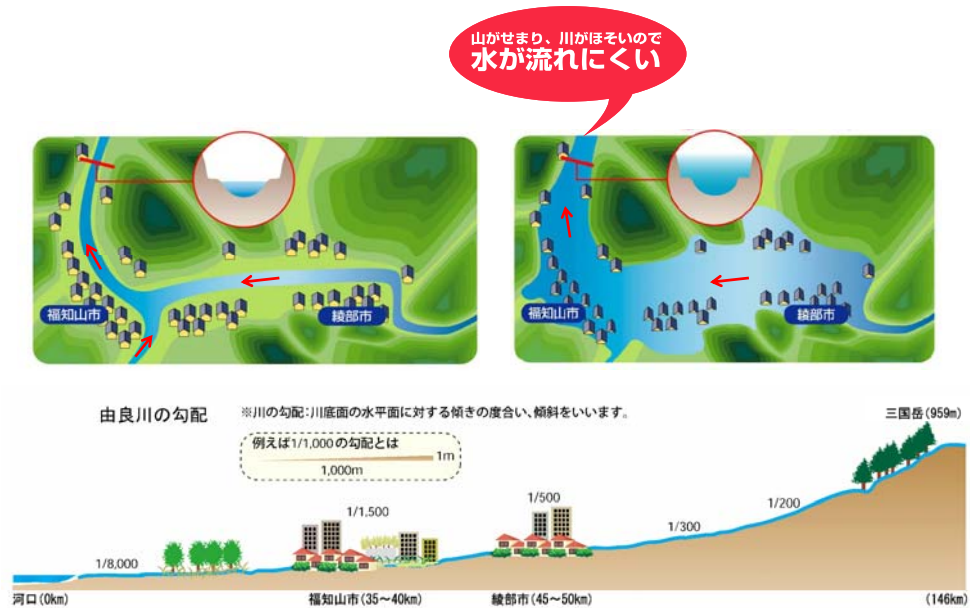 山がせまり、川がほそいので
水が流れにくい
福知山市
綾部市
福知山市
綾部市
由良川の勾配
※川の勾配：川底面の水平面に対する傾きの度合い、傾斜をいいます。
例えば1/1,000の勾配とは
1m
1,000m
三国岳(959m)
1/8,000
1/1,500
1/500
1/300
1/200
河口(0km)
福知山市(35～40km)
綾部市(45～50km)
(146km)